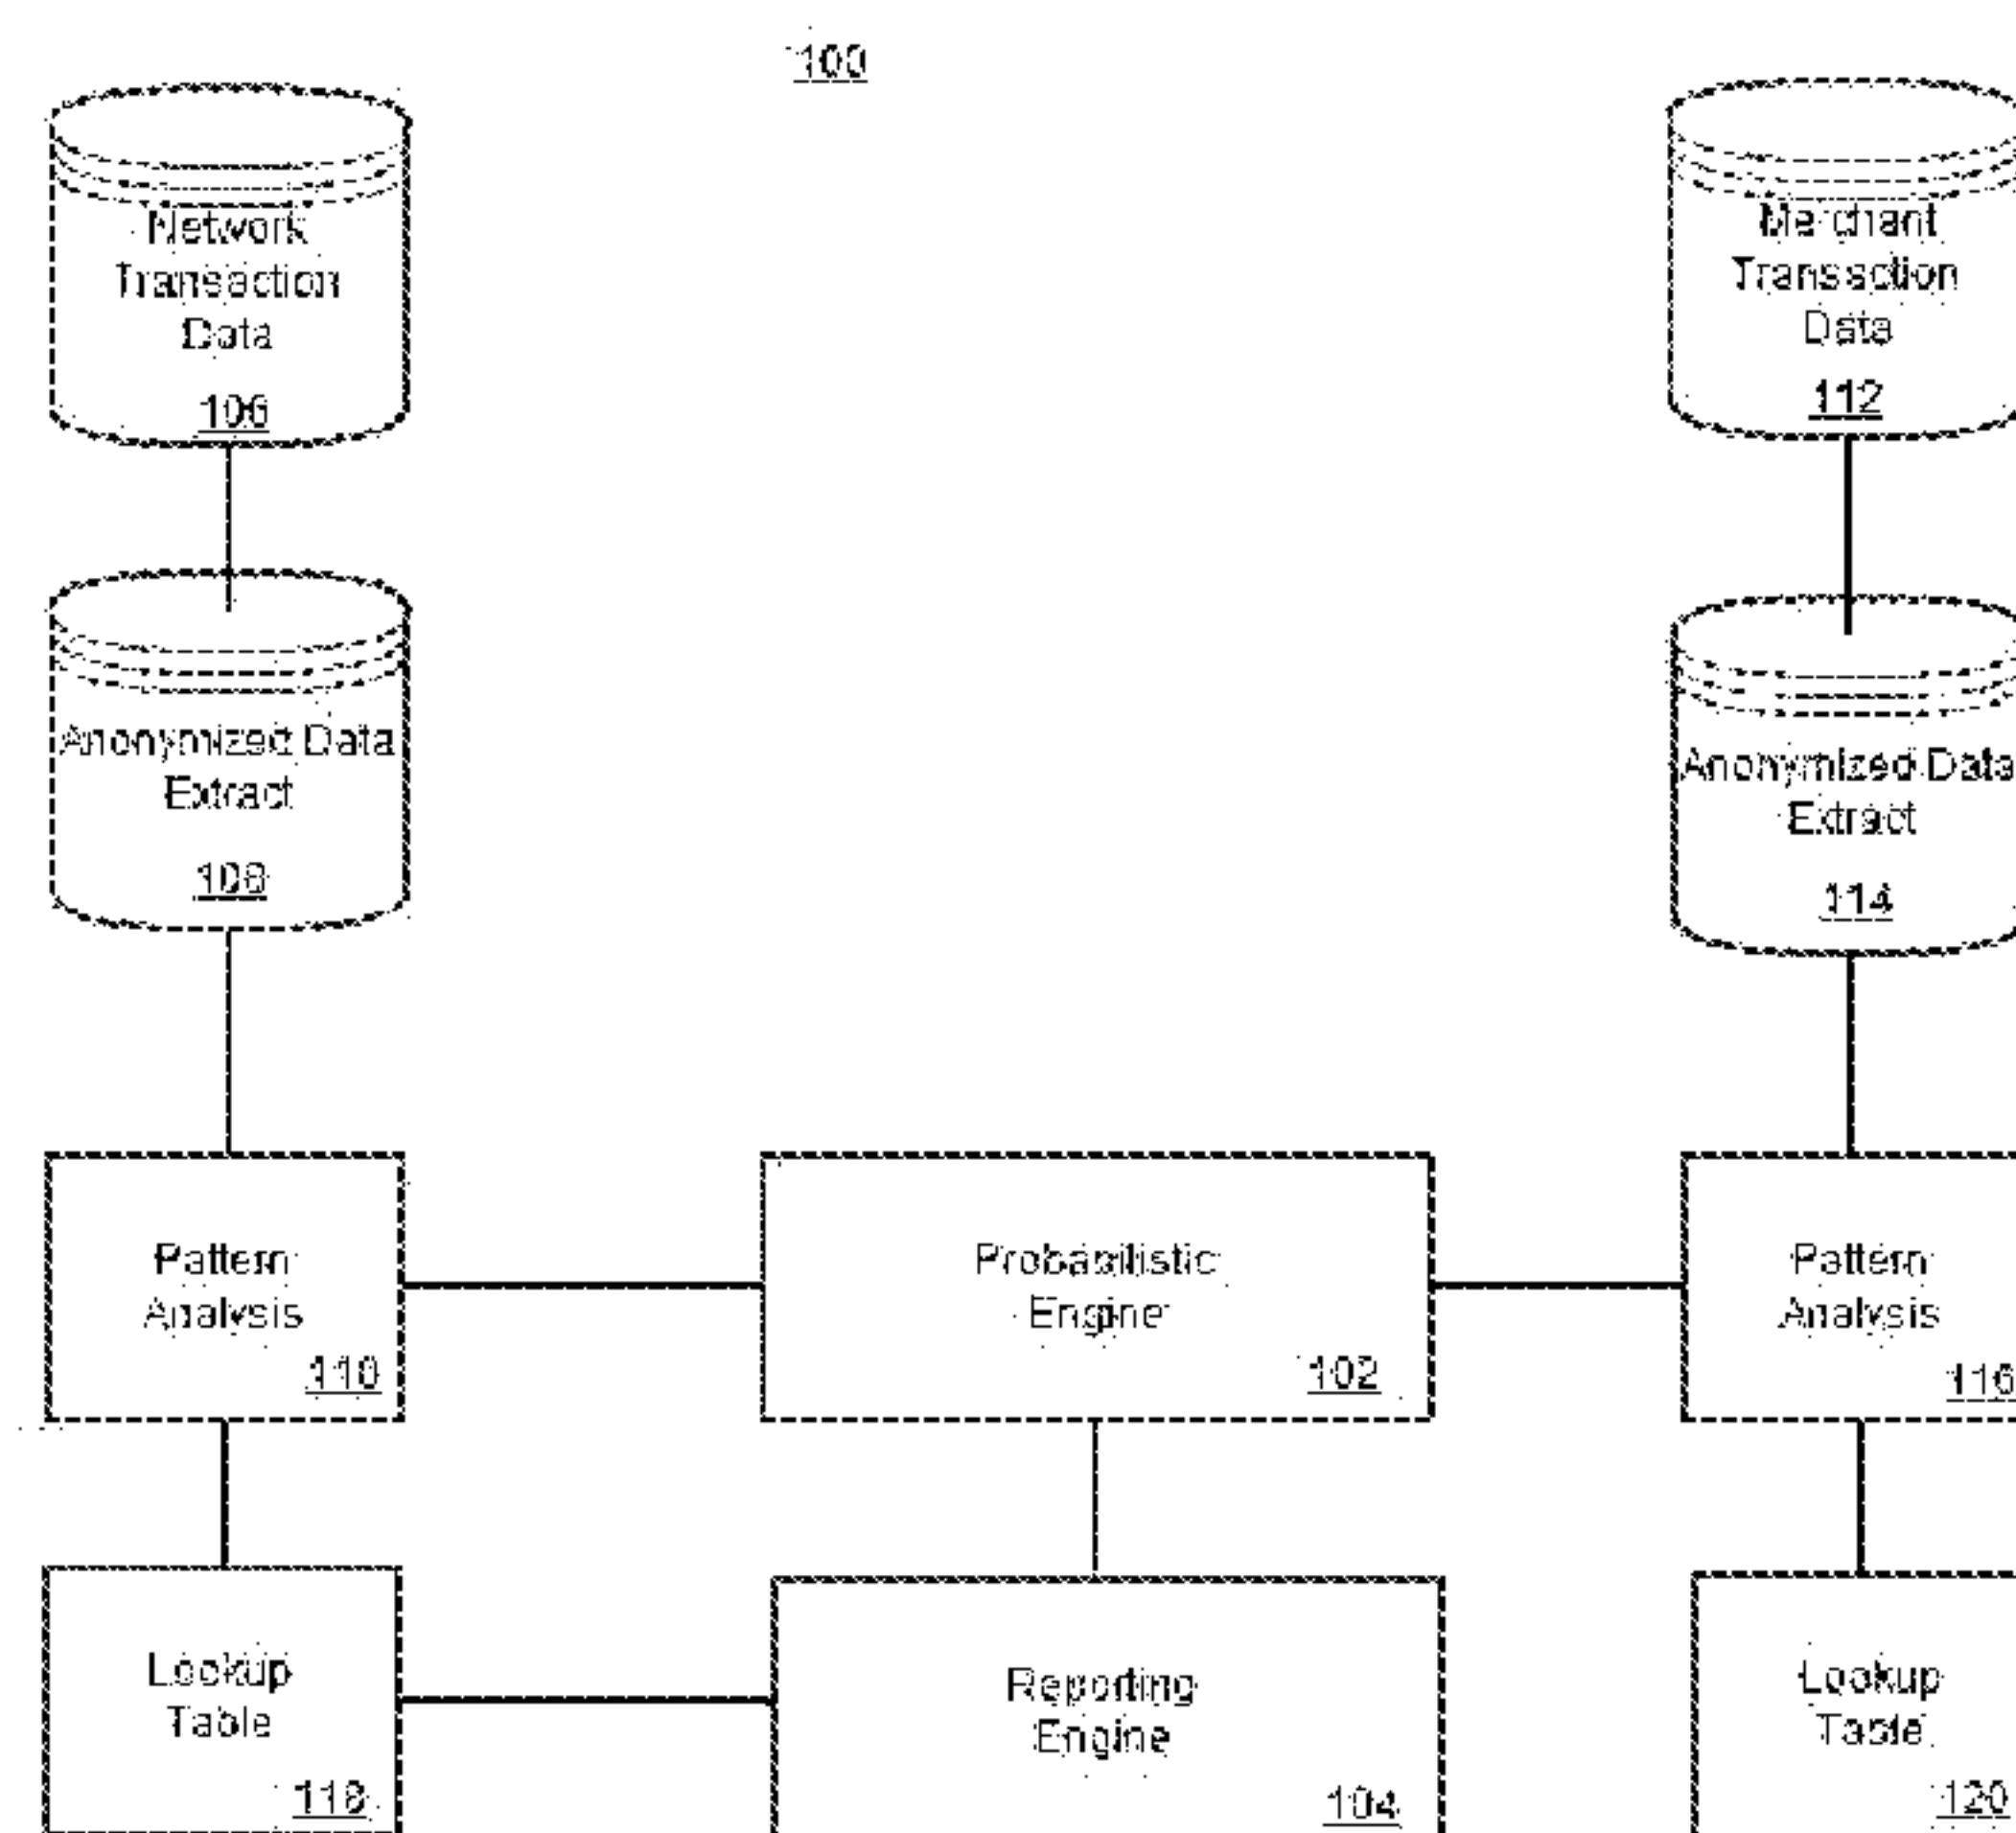 100
Network
Transaction
Data
106
Merchant
Transaction
Data
112
Anonymized Data
Extract
108
Anonymized Data
Extract
114
Pattern
Analysis
110
Probabilistic
Engine
102
Pattern
Analysis
116
Lookup
Table
118
Reporting
Engine
104
Lookup
Table
120